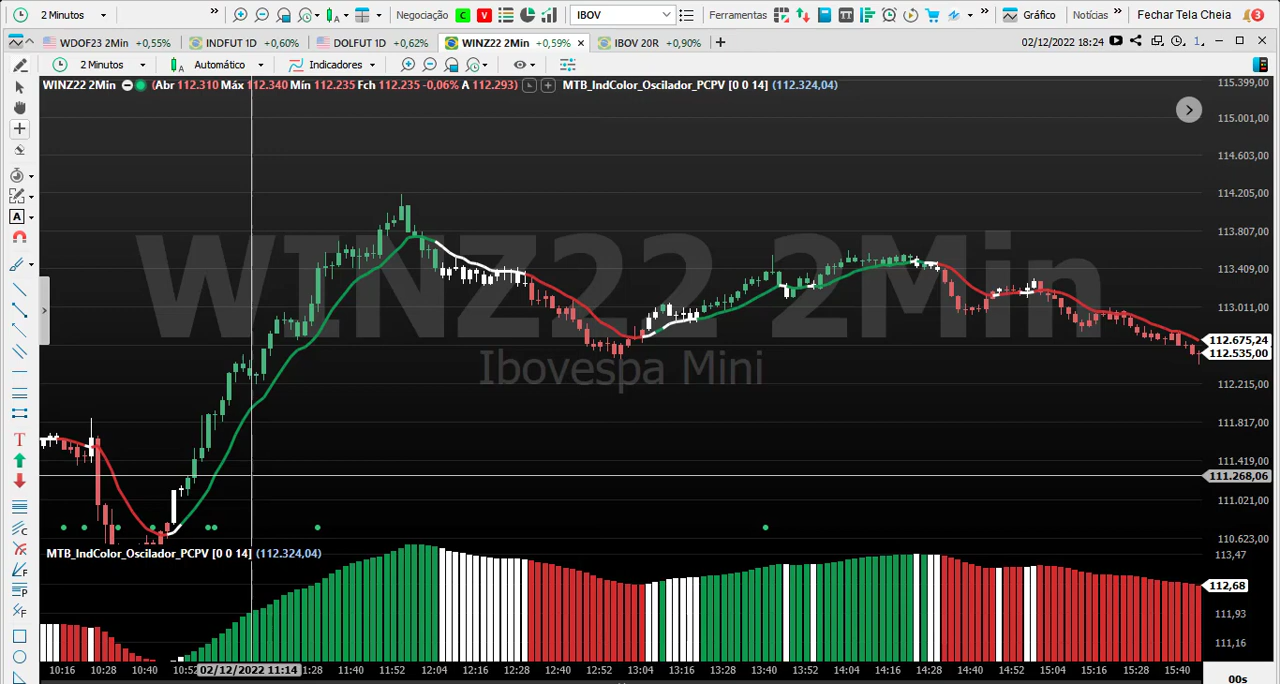 2 Minutos » Negociação C V IBOV Ferramentas » Gráfico Notícias » Fechar Tela Cheia 3
WDOF23 2Min +0,55% INDFUT 1D +0,60% DOLFUT 1D +0,62% WINZ22 2Min +0,59% × IBOV 20R +0,90% + 02/12/2022 18:24
2 Minutos Automático Indicadores
WINZ22 2Min (Abr 112.310 Máx 112.340 Mín 112.235 Fch 112.235 -0,06% A 112.293) MTB_IndColor_Oscilador_PCPV [0 0 14] (112.324,04)
115.399,00
115.001,00
114.603,00
114.205,00
113.807,00
113.409,00
113.011,00
112.675,24
112.535,00
112.215,00
111.817,00
111.419,00
111.268,06
111.021,00
110.623,00
WINZ22 2Min
Ibovespa Mini
MTB_IndColor_Oscilador_PCPV [0 0 14] (112.324,04)
113,47
112,68
111,93
111,16
10:16 10:28 10:40 10:52 02/12/2022 11:14 11:28 11:40 11:52 12:04 12:16 12:28 12:40 12:52 13:04 13:16 13:28 13:40 13:52 14:04 14:16 14:28 14:40 14:52 15:04 15:16 15:28 15:40
00s